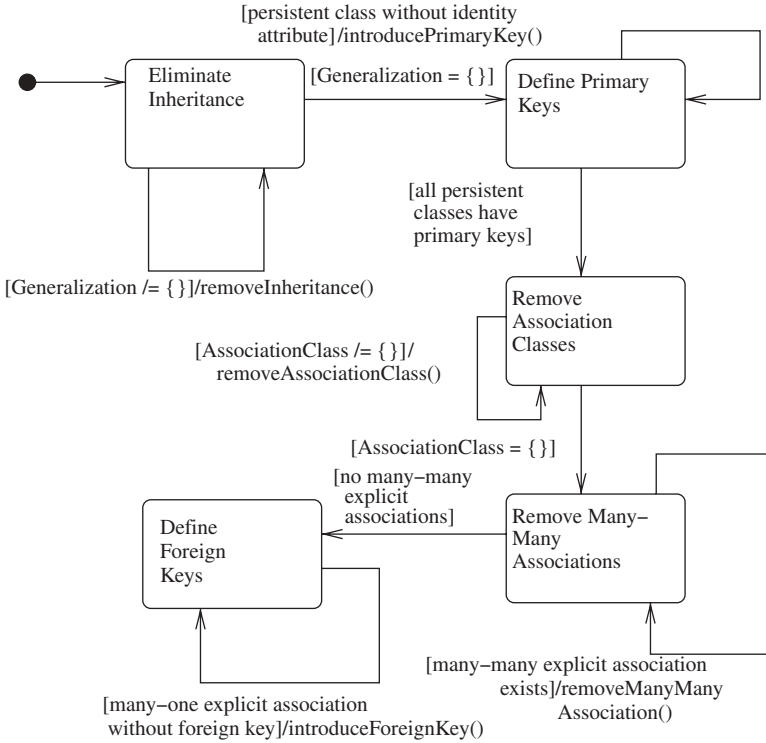 [persistent class without identity
attribute]/introducePrimaryKey()
Eliminate
Inheritance
[Generalization = {}]
Define Primary
Keys
[all persistent
classes have
primary keys]
[Generalization /= {}]/removeInheritance()
Remove
Association
Classes
[AssociationClass /= {}]/
removeAssociationClass()
[AssociationClass = {}]
[no many−many
explicit
associations]
Remove Many−
Many
Associations
Define
Foreign
Keys
[many−many explicit association
exists]/removeManyMany
Association()
[many−one explicit association
without foreign key]/introduceForeignKey()